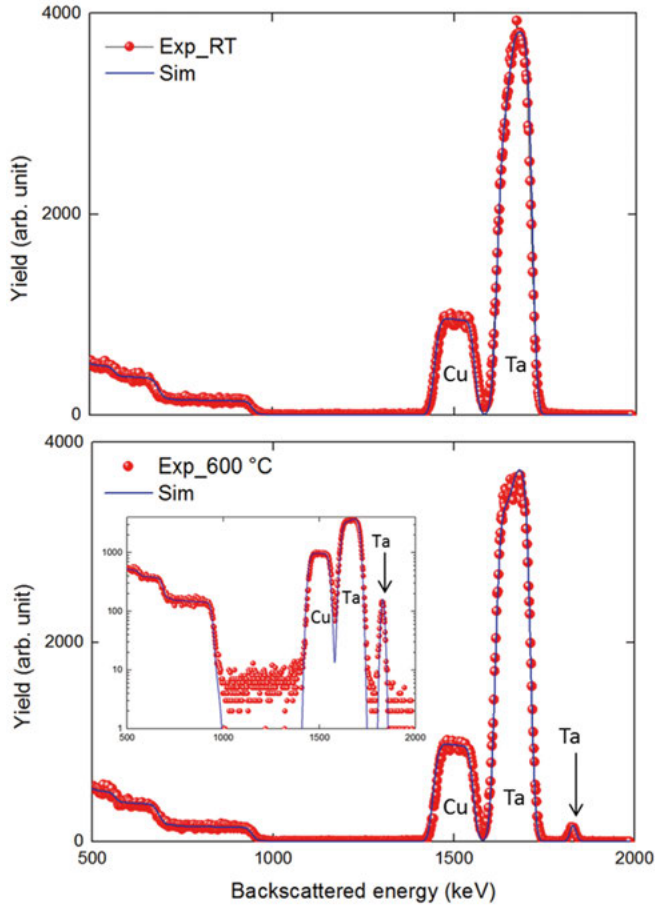 4000
Exp_RT
Sim
Yield (arb. unit)
2000
Cu
Ta
0
4000
Exp_600 °C
Sim
1000
Ta
100
Cu
Ta
10
1
500
1000
1500
2000
Yield (arb. unit)
2000
Ta
Cu
Ta
0
500
1000
1500
2000
Backscattered energy (keV)